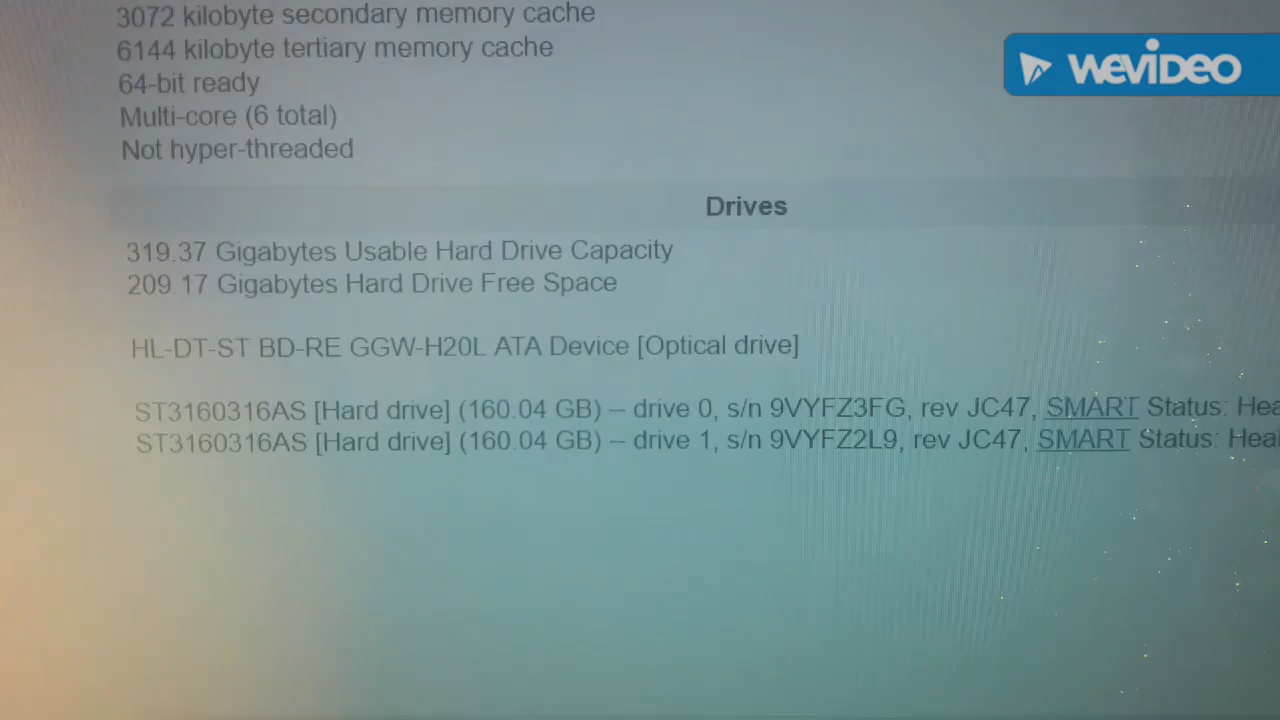 3072 kilobyte secondary memory cache
6144 kilobyte tertiary memory cache
64-bit ready
Multi-core (6 total)
Not hyper-threaded
WEVIDEO
Drives
319.37 Gigabytes Usable Hard Drive Capacity
209.17 Gigabytes Hard Drive Free Space
HL-DT-ST BD-RE GGW-H20L ATA Device [Optical drive]
ST3160316AS [Hard drive] (160.04 GB) -- drive 0, s/n 9VYFZ3FG, rev JC47, SMART Status: Hea
ST3160316AS [Hard drive] (160.04 GB) -- drive 1, s/n 9VYFZ2L9, rev JC47, SMART Status: Heal